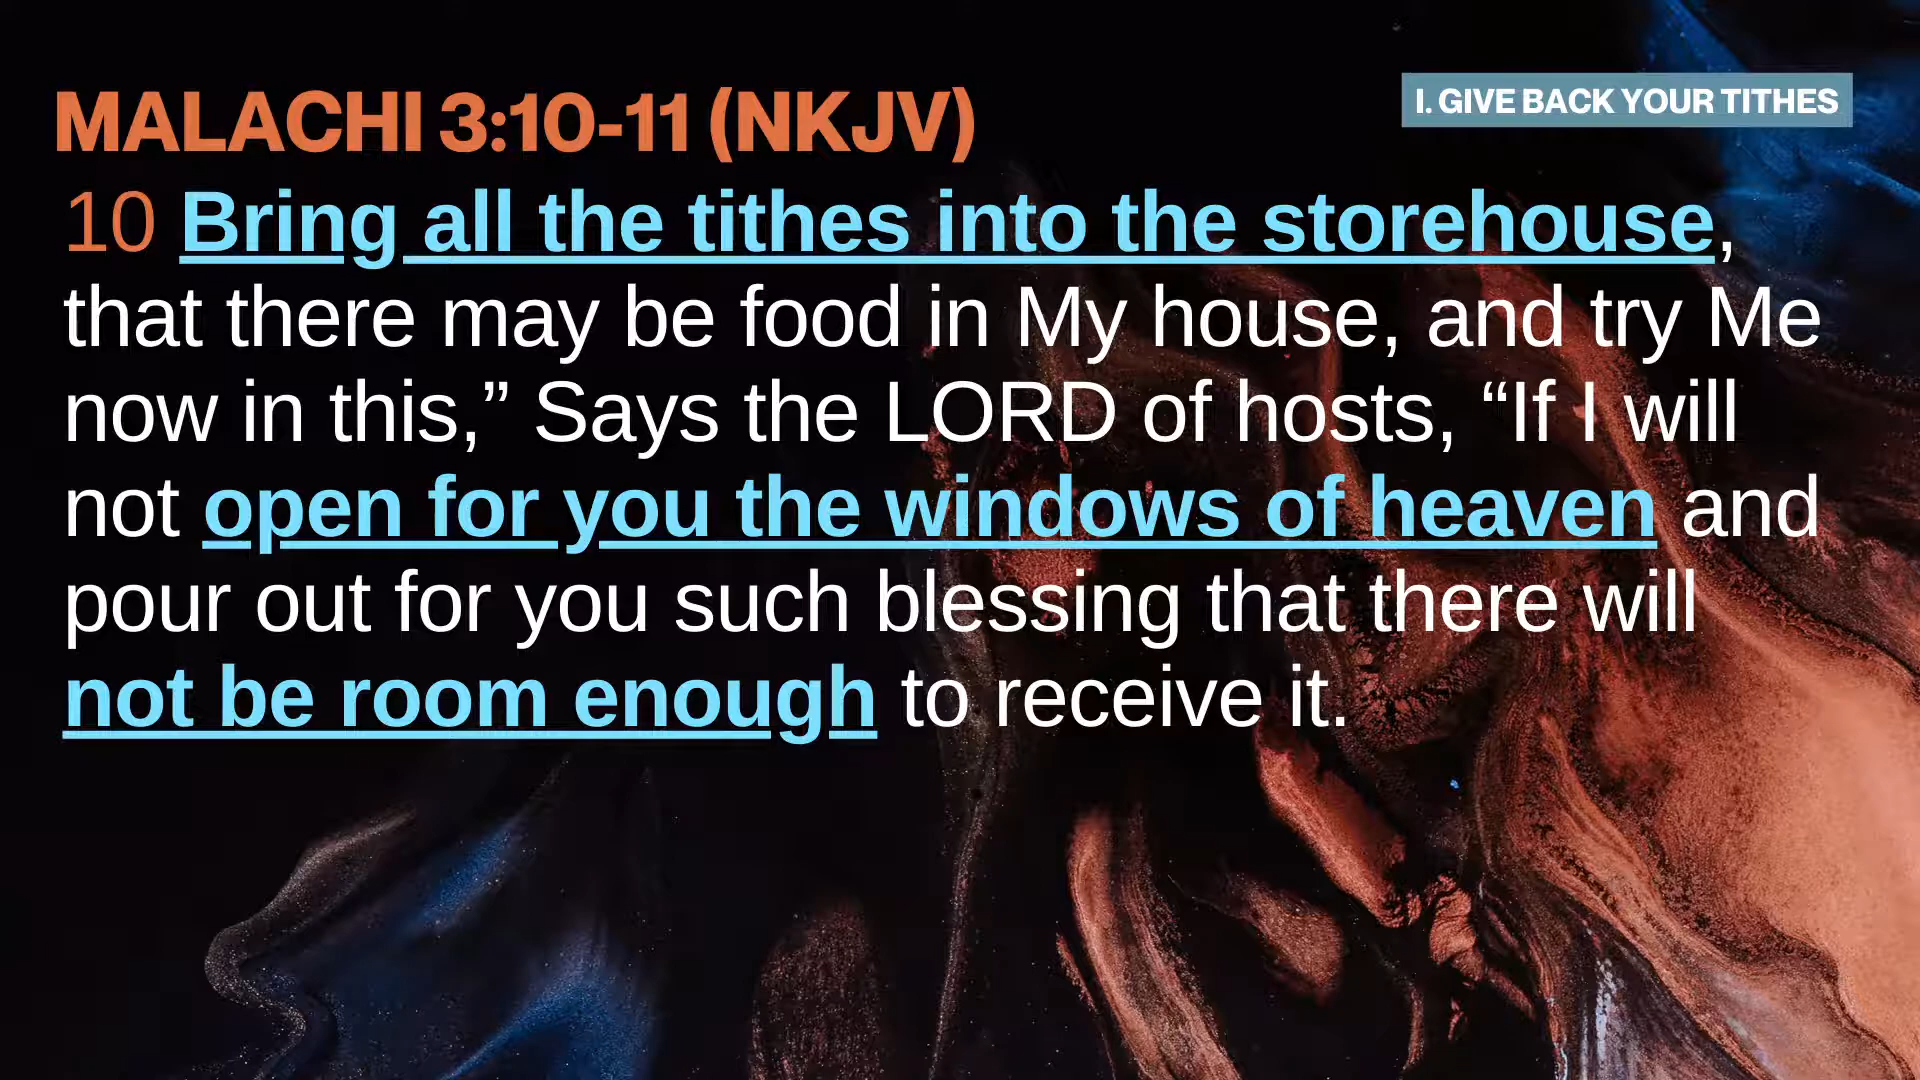 MALACHI 3:10-11 (NKJV)
I. GIVE BACK YOUR TITHES
10 Bring all the tithes into the storehouse,
that there may be food in My house, and try Me
now in this,” Says the LORD of hosts, “If I will
not open for you the windows of heaven and
pour out for you such blessing that there will
not be room enough to receive it.